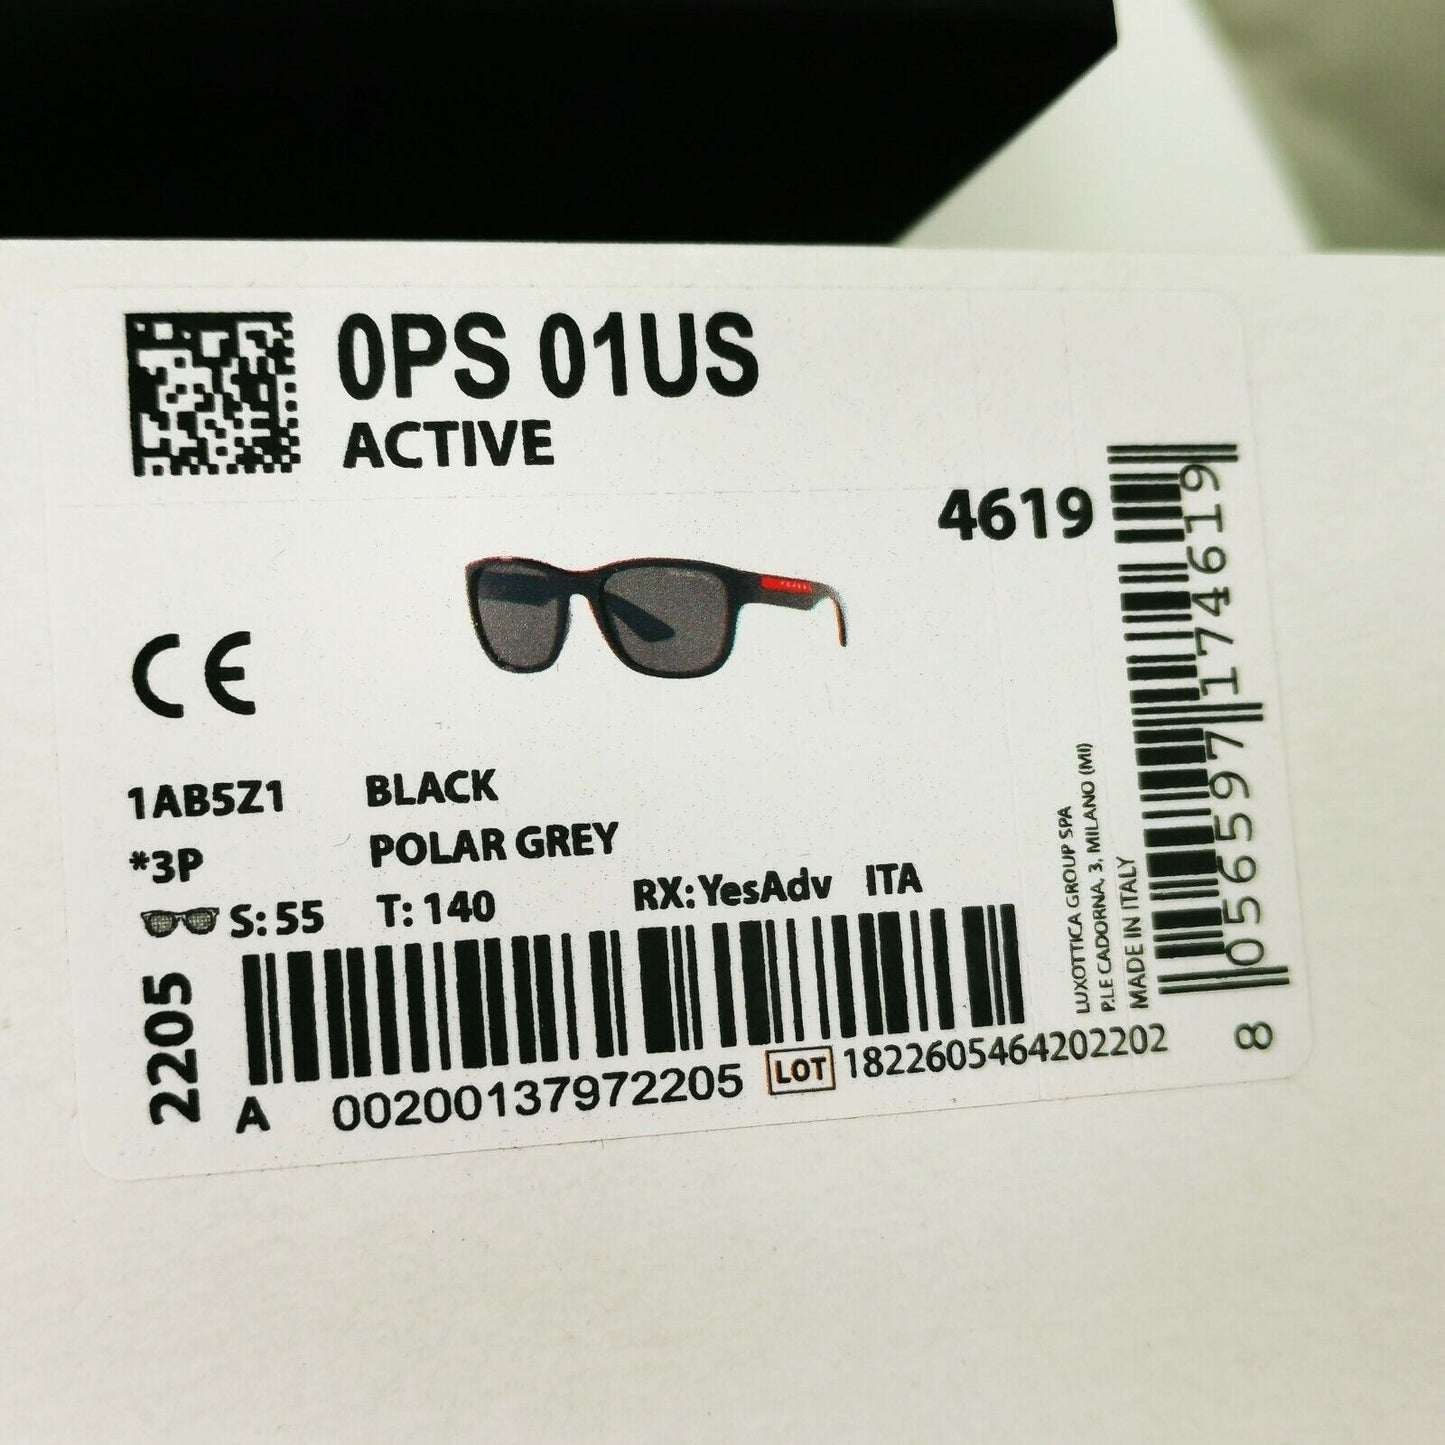 0PS 01US
ACTIVE
4619
CE
1AB5Z1 BLACK
*3P POLAR GREY
S: 55 T: 140 RX: YesAdv ITA
2205
A 00200137972205 LOT 1822605464202202
LUXOTTICA GROUP SPA
P.LE CADORNA, 3, MILANO (MI)
MADE IN ITALY
8 056597 174619